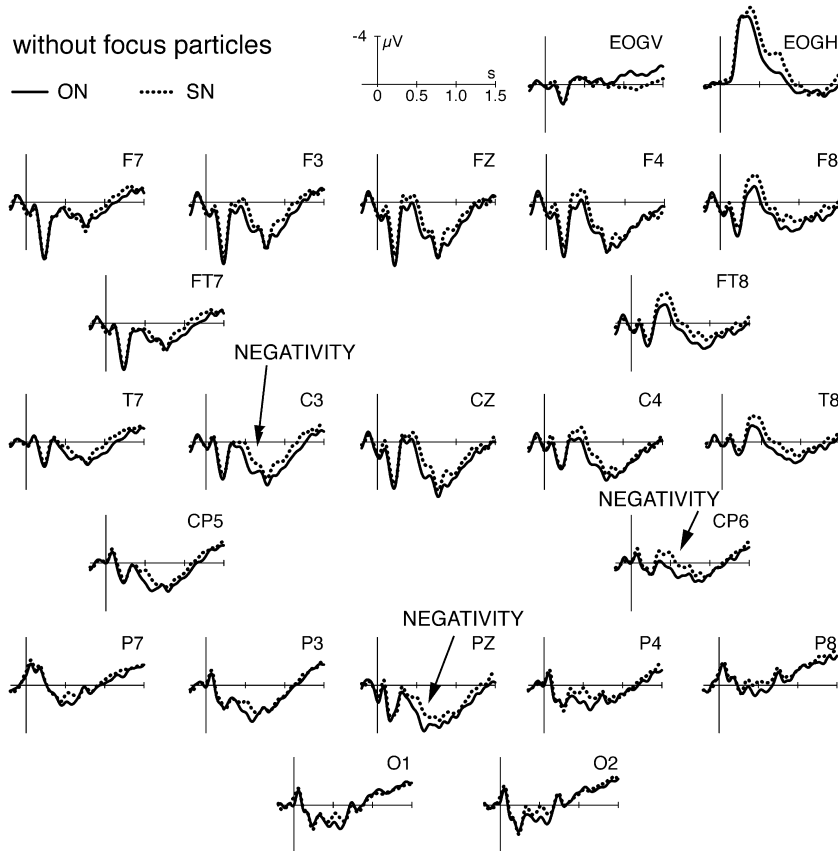 without focus particles
ON SN
-4 µV
s
0 0.5 1.0 1.5
EOGV EOGH
F7 F3 FZ F4 F8
FT7 FT8
NEGATIVITY
T7 C3 CZ C4 T8
NEGATIVITY
CP5 CP6
NEGATIVITY
P7 P3 PZ P4 P8
O1 O2